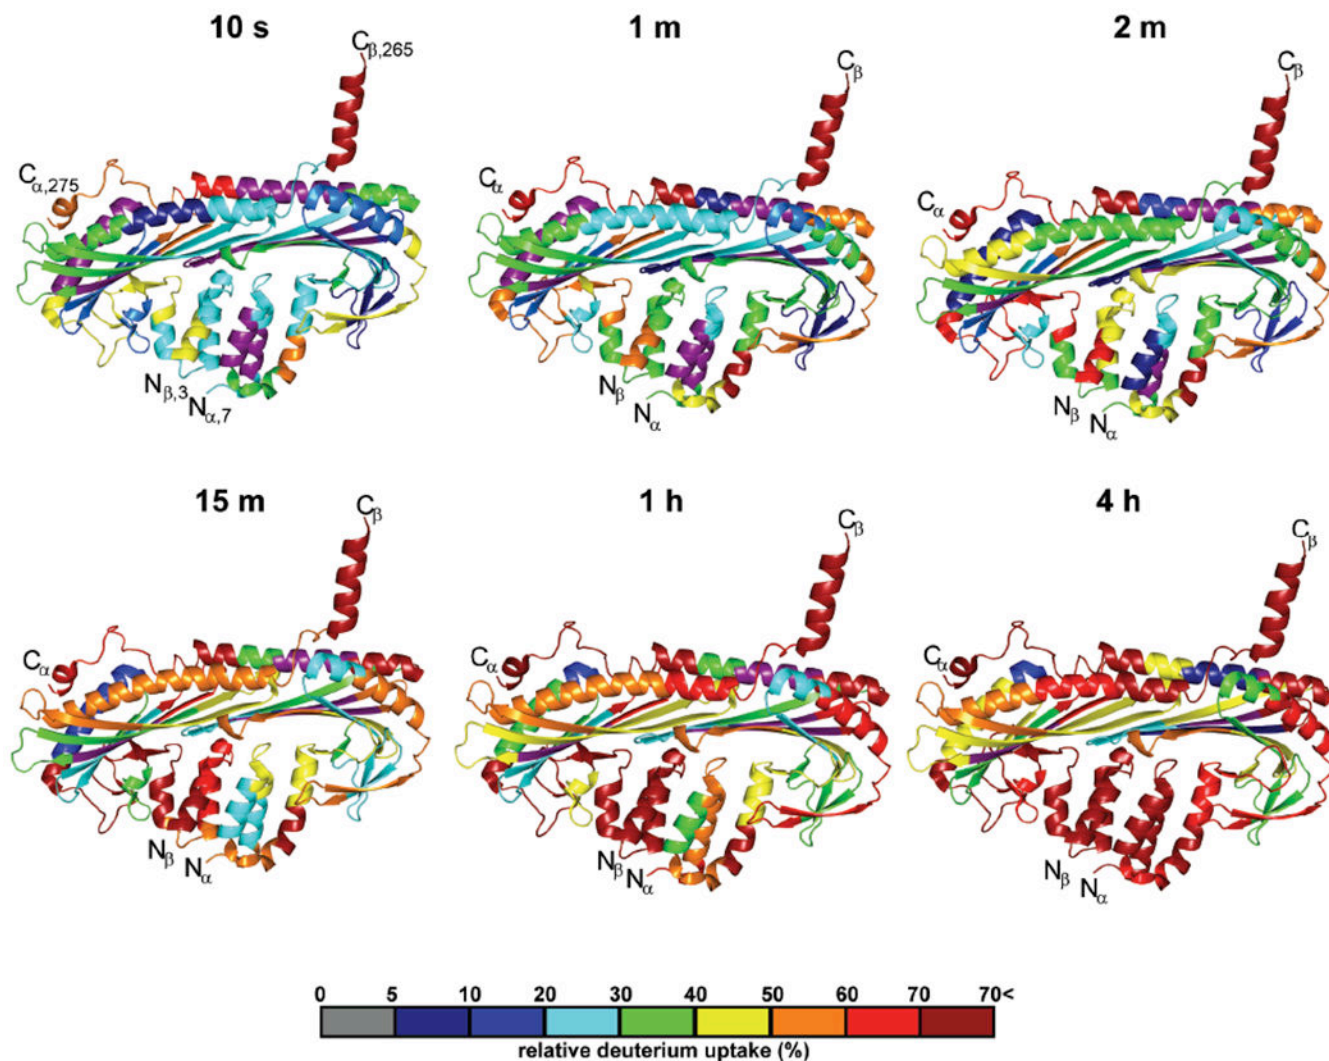 10 s 1 m 2 m
Cβ,265 Cβ Cβ
Cα,275 Cα Cα
Nβ,3 Nβ Nβ
Nα,7 Nα Nα
15 m 1 h 4 h
Cβ Cβ Cβ
Cα Cα Cα
Nβ Nβ Nβ
Nα Nα Nα
0 5 10 20 30 40 50 60 70 70<
relative deuterium uptake (%)